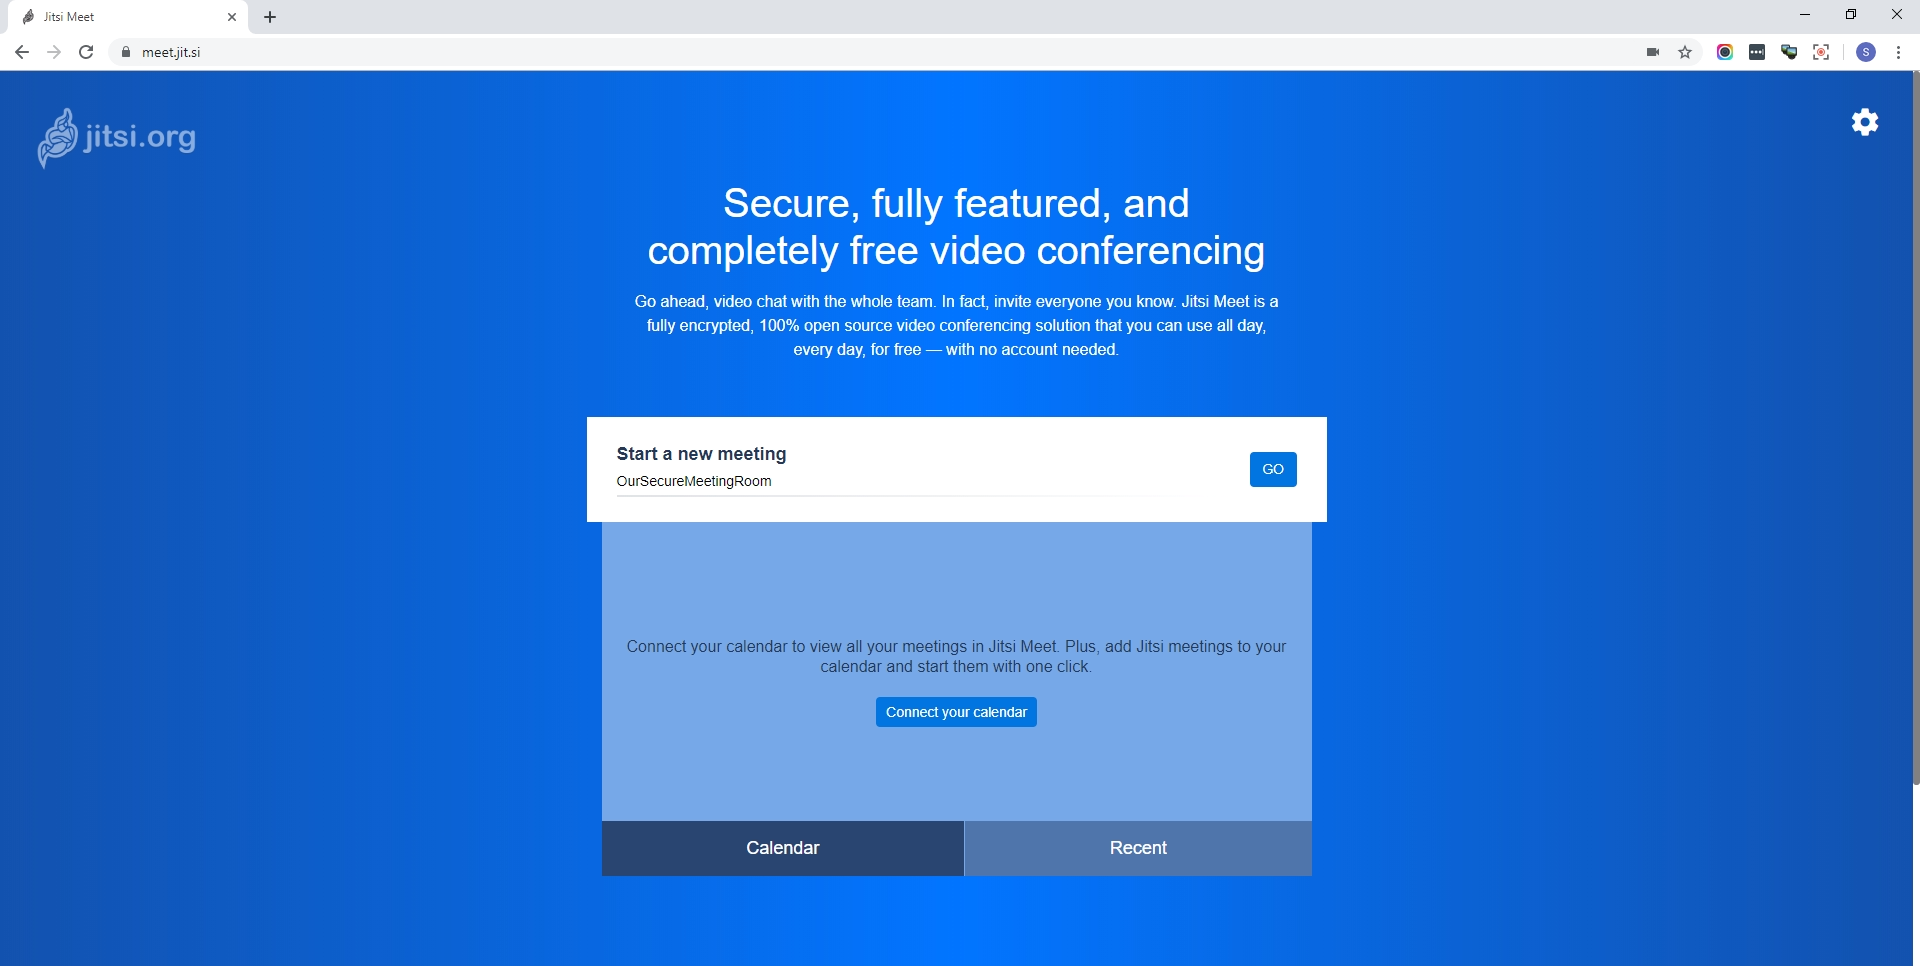 Jitsi Meet
meet.jit.si
S
jitsi.org
Secure, fully featured, and
completely free video conferencing
Go ahead, video chat with the whole team. In fact, invite everyone you know. Jitsi Meet is a
fully encrypted, 100% open source video conferencing solution that you can use all day,
every day, for free — with no account needed.
Start a new meeting
OurSecureMeetingRoom
GO
Connect your calendar to view all your meetings in Jitsi Meet. Plus, add Jitsi meetings to your
calendar and start them with one click.
Connect your calendar
Calendar
Recent